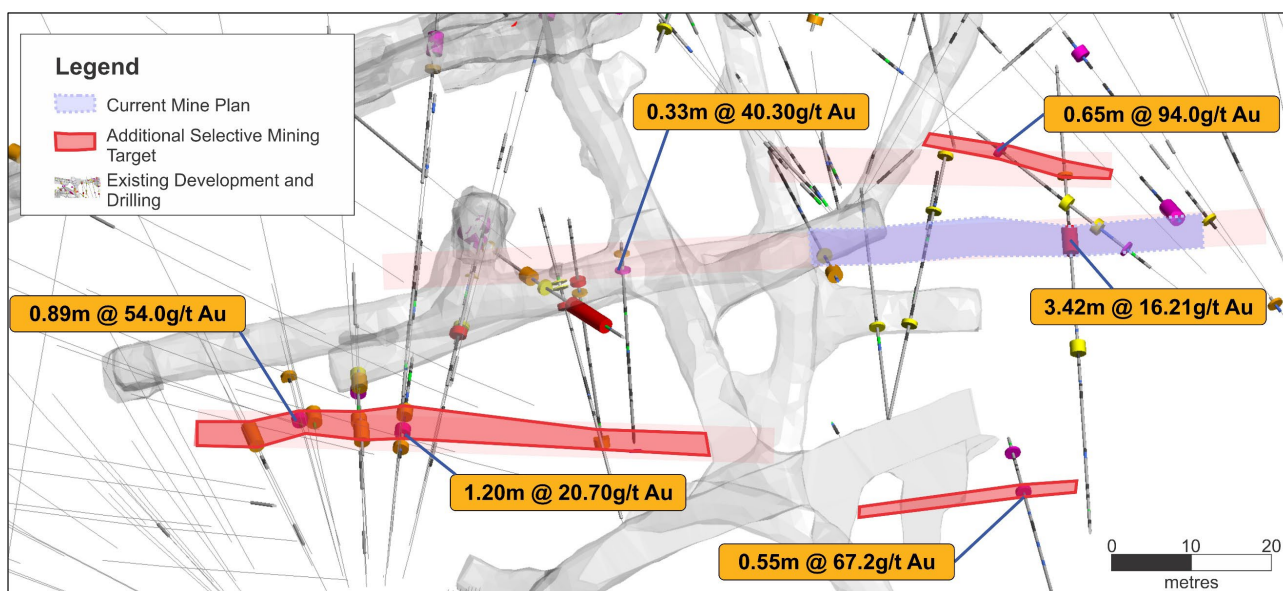 Legend
Current Mine Plan
Additional Selective Mining
Target
Existing Development and
Drilling
0.33m @ 40.30g/t Au
0.65m @ 94.0g/t Au
0.89m @ 54.0g/t Au
3.42m @ 16.21g/t Au
1.20m @ 20.70g/t Au
0.55m @ 67.2g/t Au
0 10 20
metres